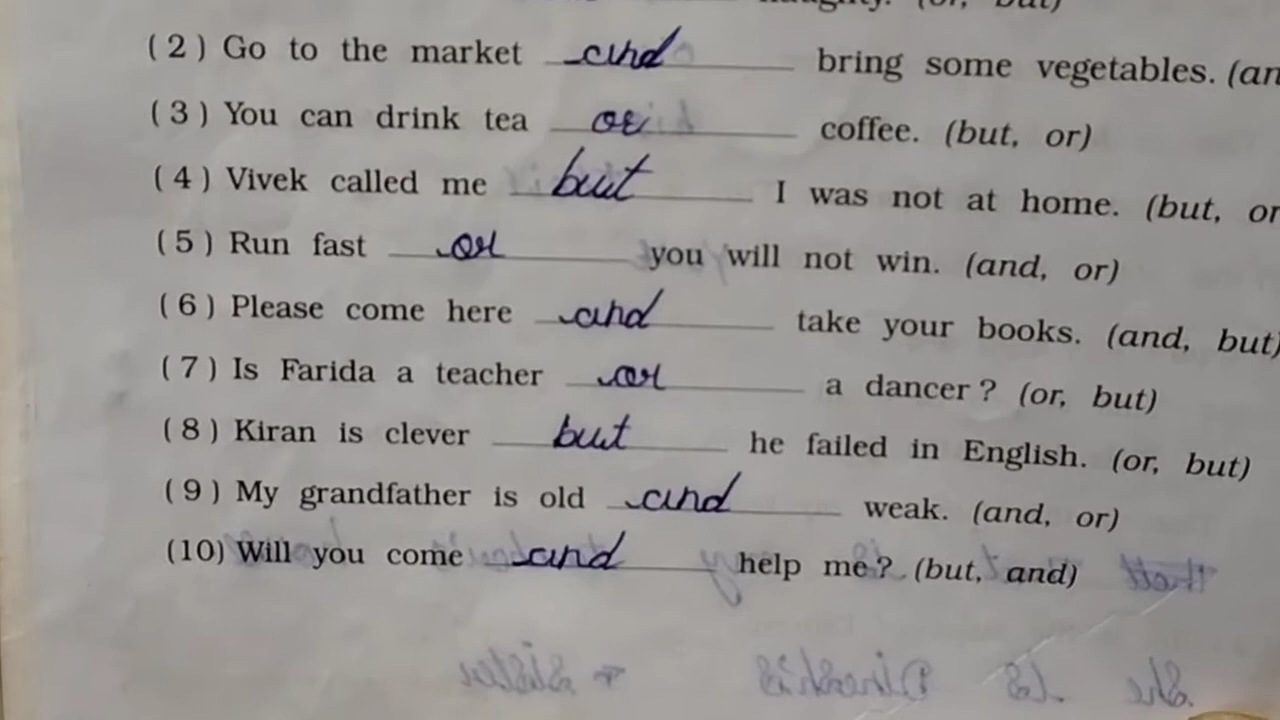 naughty. (or, but)
(2) Go to the market and bring some vegetables. (an
(3) You can drink tea or coffee. (but, or)
(4) Vivek called me but I was not at home. (but, or
(5) Run fast or you will not win. (and, or)
(6) Please come here and take your books. (and, but)
(7) Is Farida a teacher or a dancer? (or, but)
(8) Kiran is clever but he failed in English. (or, but)
(9) My grandfather is old and weak. (and, or)
(10) Will you come and help me? (but, and)